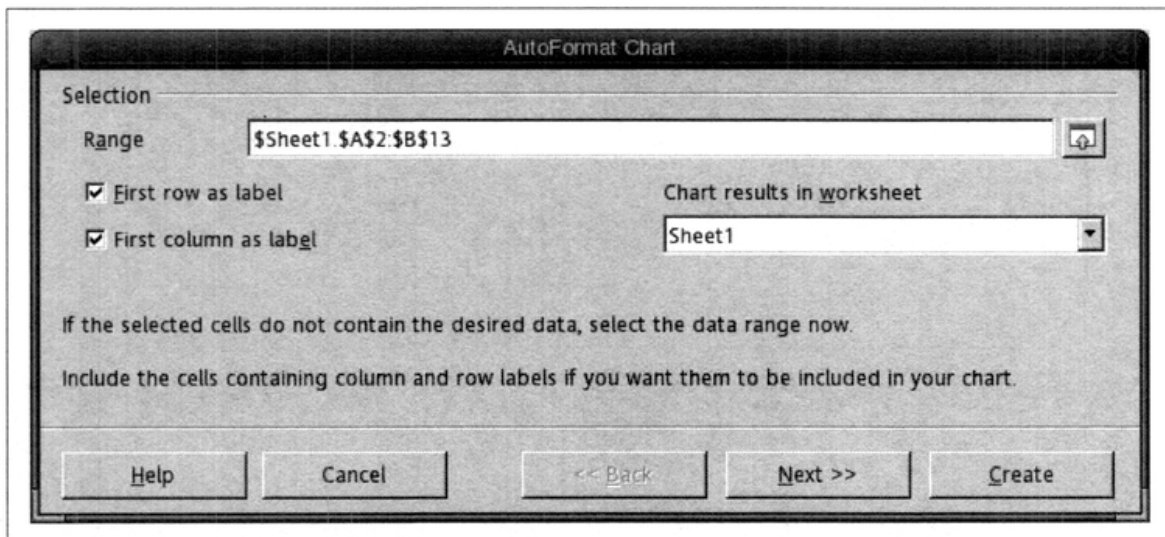 AutoFormat Chart
Selection
Range $Sheet1.$A$2:$B$13
First row as label Chart results in worksheet
First column as label Sheet1
If the selected cells do not contain the desired data, select the data range now.
Include the cells containing column and row labels if you want them to be included in your chart.
Help Cancel << Back Next >> Create